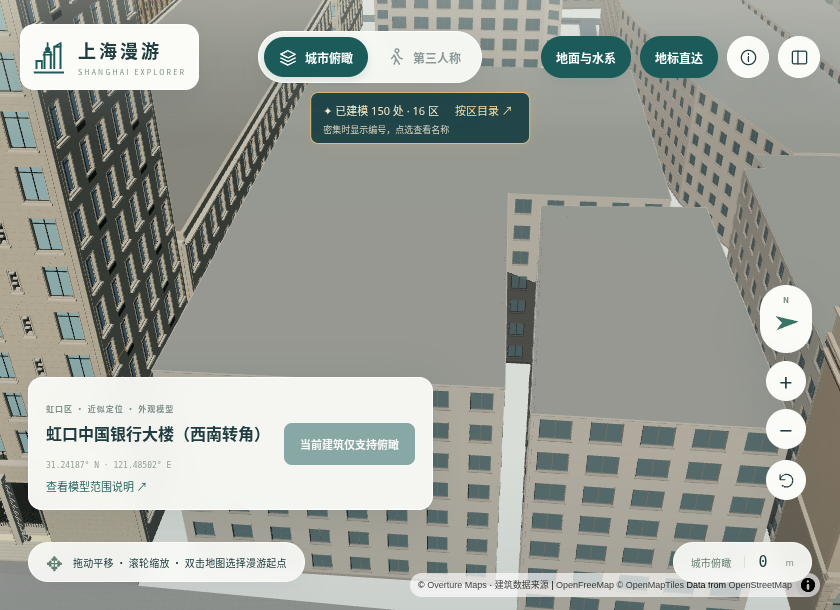 上海漫游
SHANGHAI EXPLORER
城市俯瞰
第三人称
地面与水系
地标直达
✦ 已建模 150 处 · 16 区 按区目录 ↗
密集时显示编号，点选查看名称
N
虹口区 · 近似定位 · 外观模型
虹口中国银行大楼（西南转角）
当前建筑仅支持俯瞰
31.24187° N · 121.48502° E
查看模型范围说明 ↗
拖动平移 · 滚轮缩放 · 双击地图选择漫游起点
城市俯瞰 0 m
© Overture Maps · 建筑数据来源 | OpenFreeMap © OpenMapTiles Data from OpenStreetMap